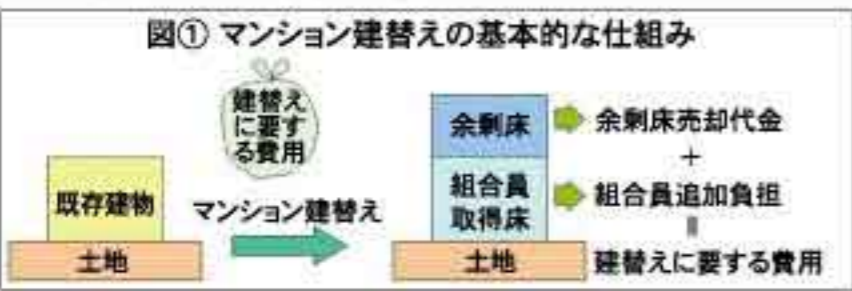 図① マンション建替えの基本的な仕組み
建替え
に要す
る費用
既存建物
土地
マンション建替え
余剰床
組合員
取得床
土地
余剰床売却代金
+
組合員追加負担
=
建替えに要する費用